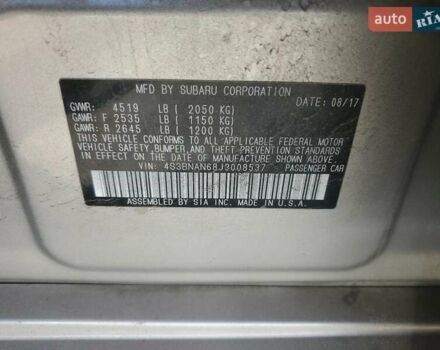 AUTO RIA
MFD BY SUBARU CORPORATION DATE: 08/17
GVWR: 4519 LB ( 2050 KG)
GAWR: F 2535 LB ( 1150 KG)
GAWR: R 2645 LB ( 1200 KG)
THIS VEHICLE CONFORMS TO ALL APPLICABLE FEDERAL MOTOR
VEHICLE SAFETY, BUMPER, AND THEFT PREVENTION STANDARDS
IN EFFECT ON THE DATE OF MANUFACTURE SHOWN ABOVE.
VIN: 4S3BNAN68J3008537 PASSENGER CAR
ASSEMBLED BY SIA IN LAFAYETTE, IN. MADE IN U.S.A.